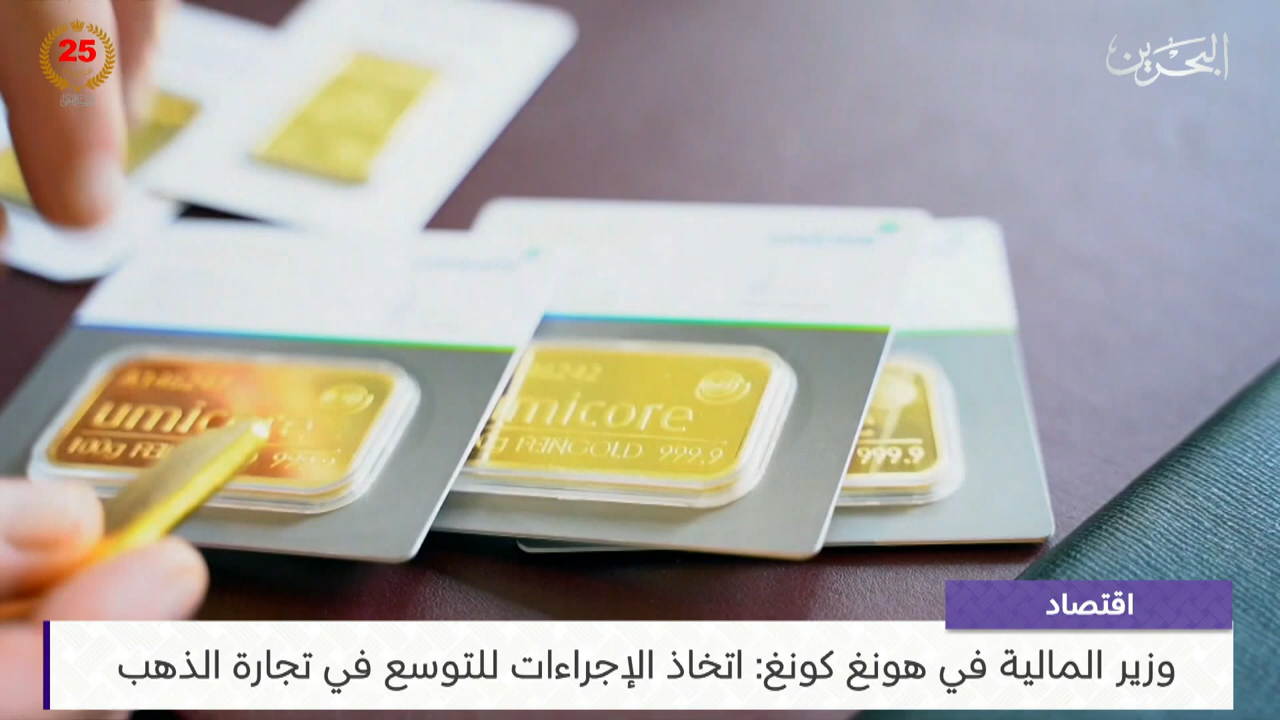 25
البحرين
umicore
100g
umicore
FEINGOLD 999.9
999.9
اقتصاد
وزير المالية في هونغ كونغ: اتخاذ الإجراءات للتوسع في تجارة الذهب